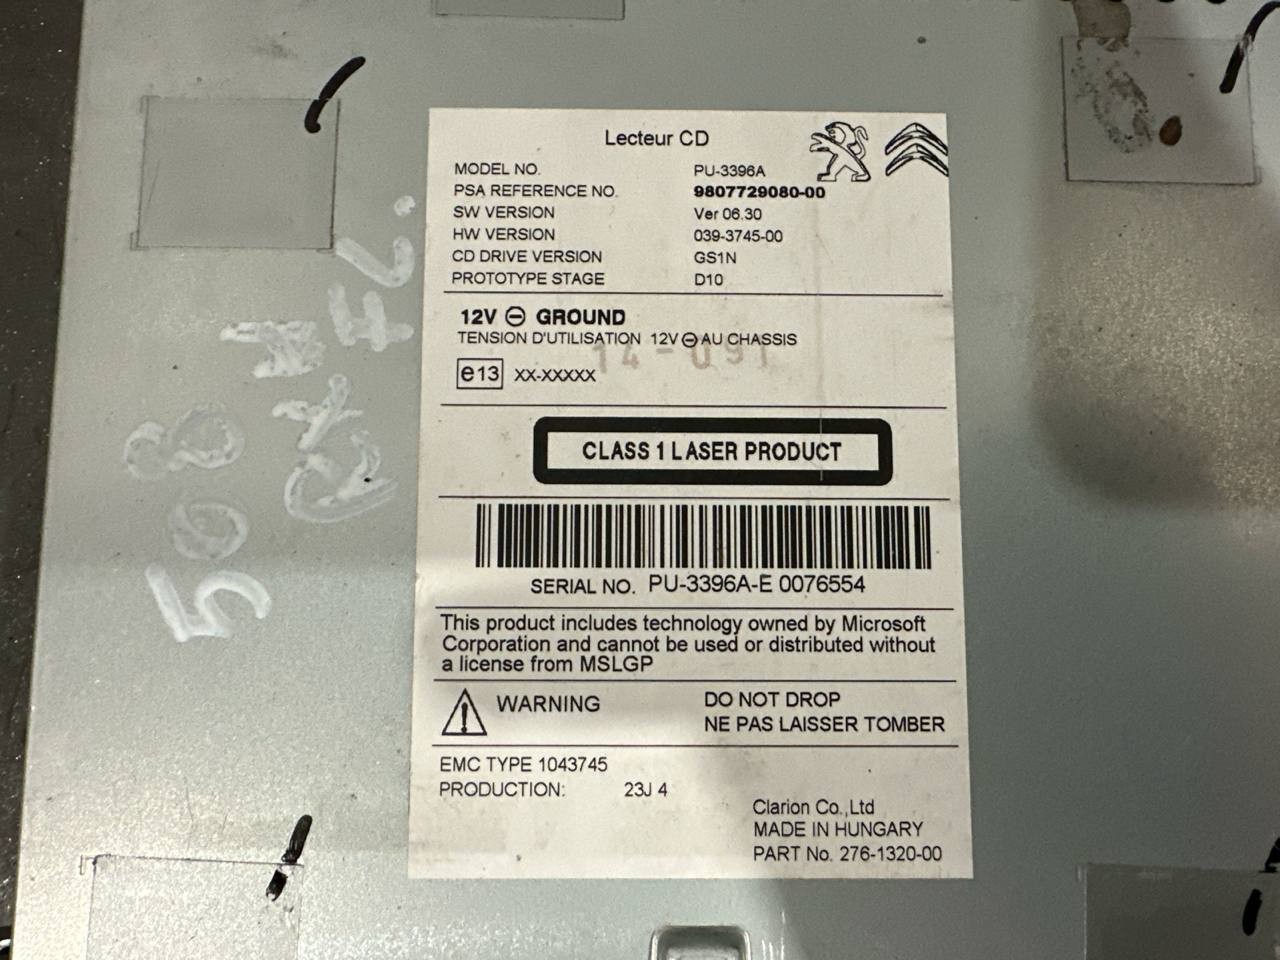 Lecteur CD
MODEL NO. PU-3396A
PSA REFERENCE NO. 9807729080-00
SW VERSION Ver 06.30
HW VERSION 039-3745-00
CD DRIVE VERSION GS1N
PROTOTYPE STAGE D10
12V ⊖ GROUND
TENSION D'UTILISATION 12V ⊖ AU CHASSIS
14-091
e13 XX-XXXXX
CLASS 1 LASER PRODUCT
SERIAL NO. PU-3396A-E 0076554
This product includes technology owned by Microsoft
Corporation and cannot be used or distributed without
a license from MSLGP
WARNING DO NOT DROP
NE PAS LAISSER TOMBER
EMC TYPE 1043745
PRODUCTION: 23J 4
Clarion Co.,Ltd
MADE IN HUNGARY
PART No. 276-1320-00
508